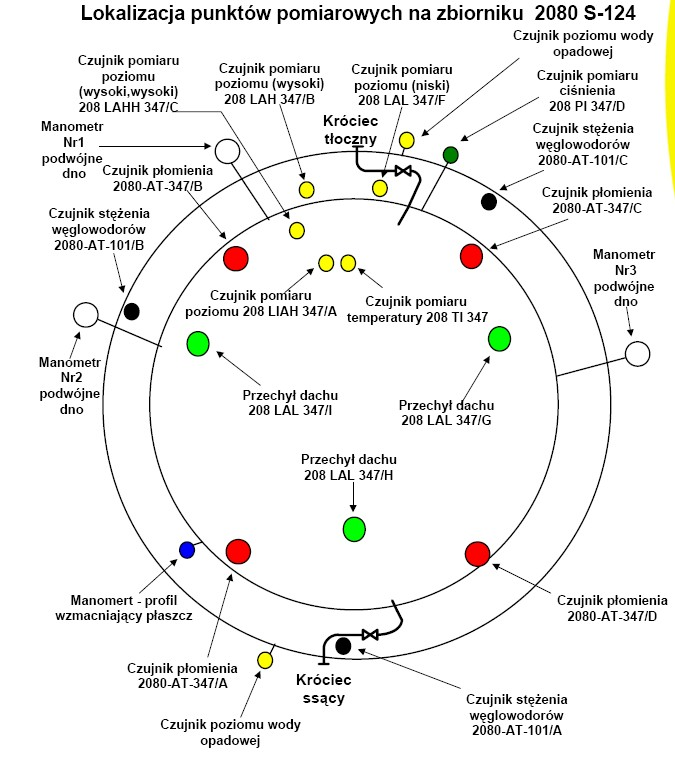 Lokalizacja punktów pomiarowych na zbiorniku 2080 S-124
Czujnik poziomu wody
opadowej
Czujnik pomiaru
poziomu
(wysoki,wysoki)
208 LAHH 347/C
Czujnik pomiaru
poziomu (wysoki)
208 LAH 347/B
Czujnik pomiaru
poziomu (niski)
208 LAL 347/F
Czujnik pomiaru
ciśnienia
208 PI 347/D
Króciec
tłoczny
Manometr
Nr1
podwójne
dno
Czujnik stężenia
węglowodorów
2080-AT-101/C
Czujnik płomienia
2080-AT-347/B
Czujnik płomienia
2080-AT-347/C
Czujnik stężenia
węglowodorów
2080-AT-101/B
Manometr
Nr3
podwójne
dno
Czujnik pomiaru
poziomu 208 LIAH 347/A
Czujnik pomiaru
temperatury 208 TI 347
Manometr
Nr2
podwójne
dno
Przechył dachu
208 LAL 347/I
Przechył dachu
208 LAL 347/G
Przechył dachu
208 LAL 347/H
Manomert - profil
wzmacniający płaszcz
Czujnik płomienia
2080-AT-347/D
Czujnik płomienia
2080-AT-347/A
Króciec
ssący
Czujnik stężenia
węglowodorów
2080-AT-101/A
Czujnik poziomu wody
opadowej